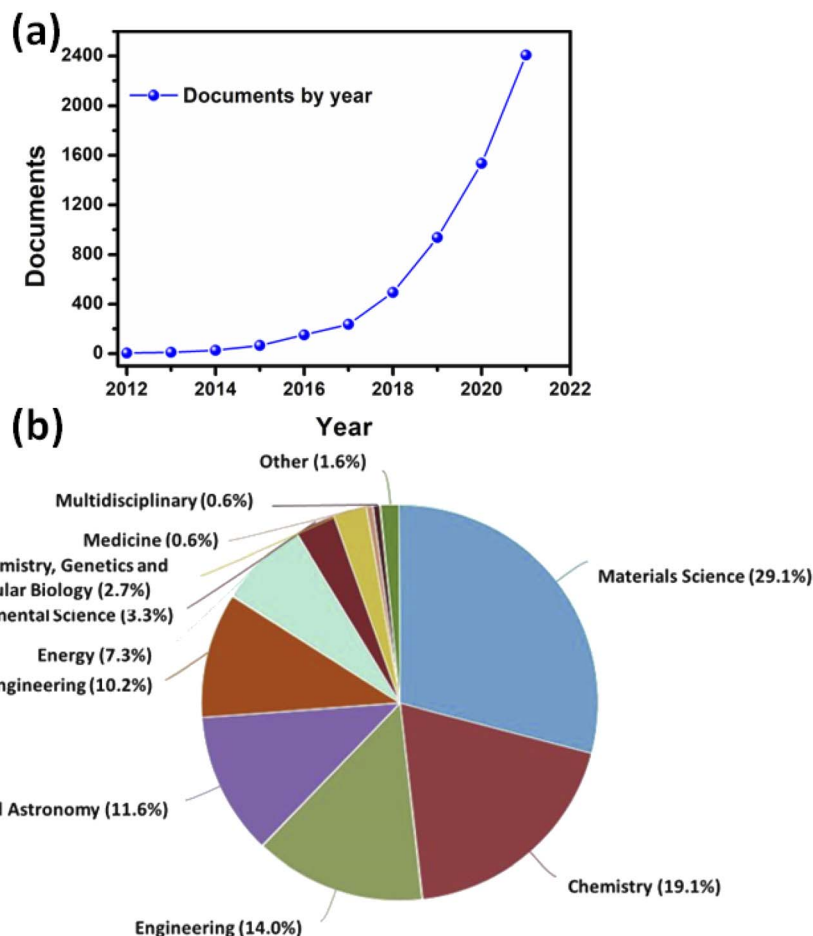 (a)
2400
2000
1600
1200
800
400
0
Documents by year
Documents
2012 2014 2016 2018 2020 2022
Year
(b)
Other (1.6%)
Multidisciplinary (0.6%)
Medicine (0.6%)
mistry, Genetics and
ular Biology (2.7%)
mental Science (3.3%)
Energy (7.3%)
ngineering (10.2%)
Materials Science (29.1%)
l Astronomy (11.6%)
Chemistry (19.1%)
Engineering (14.0%)